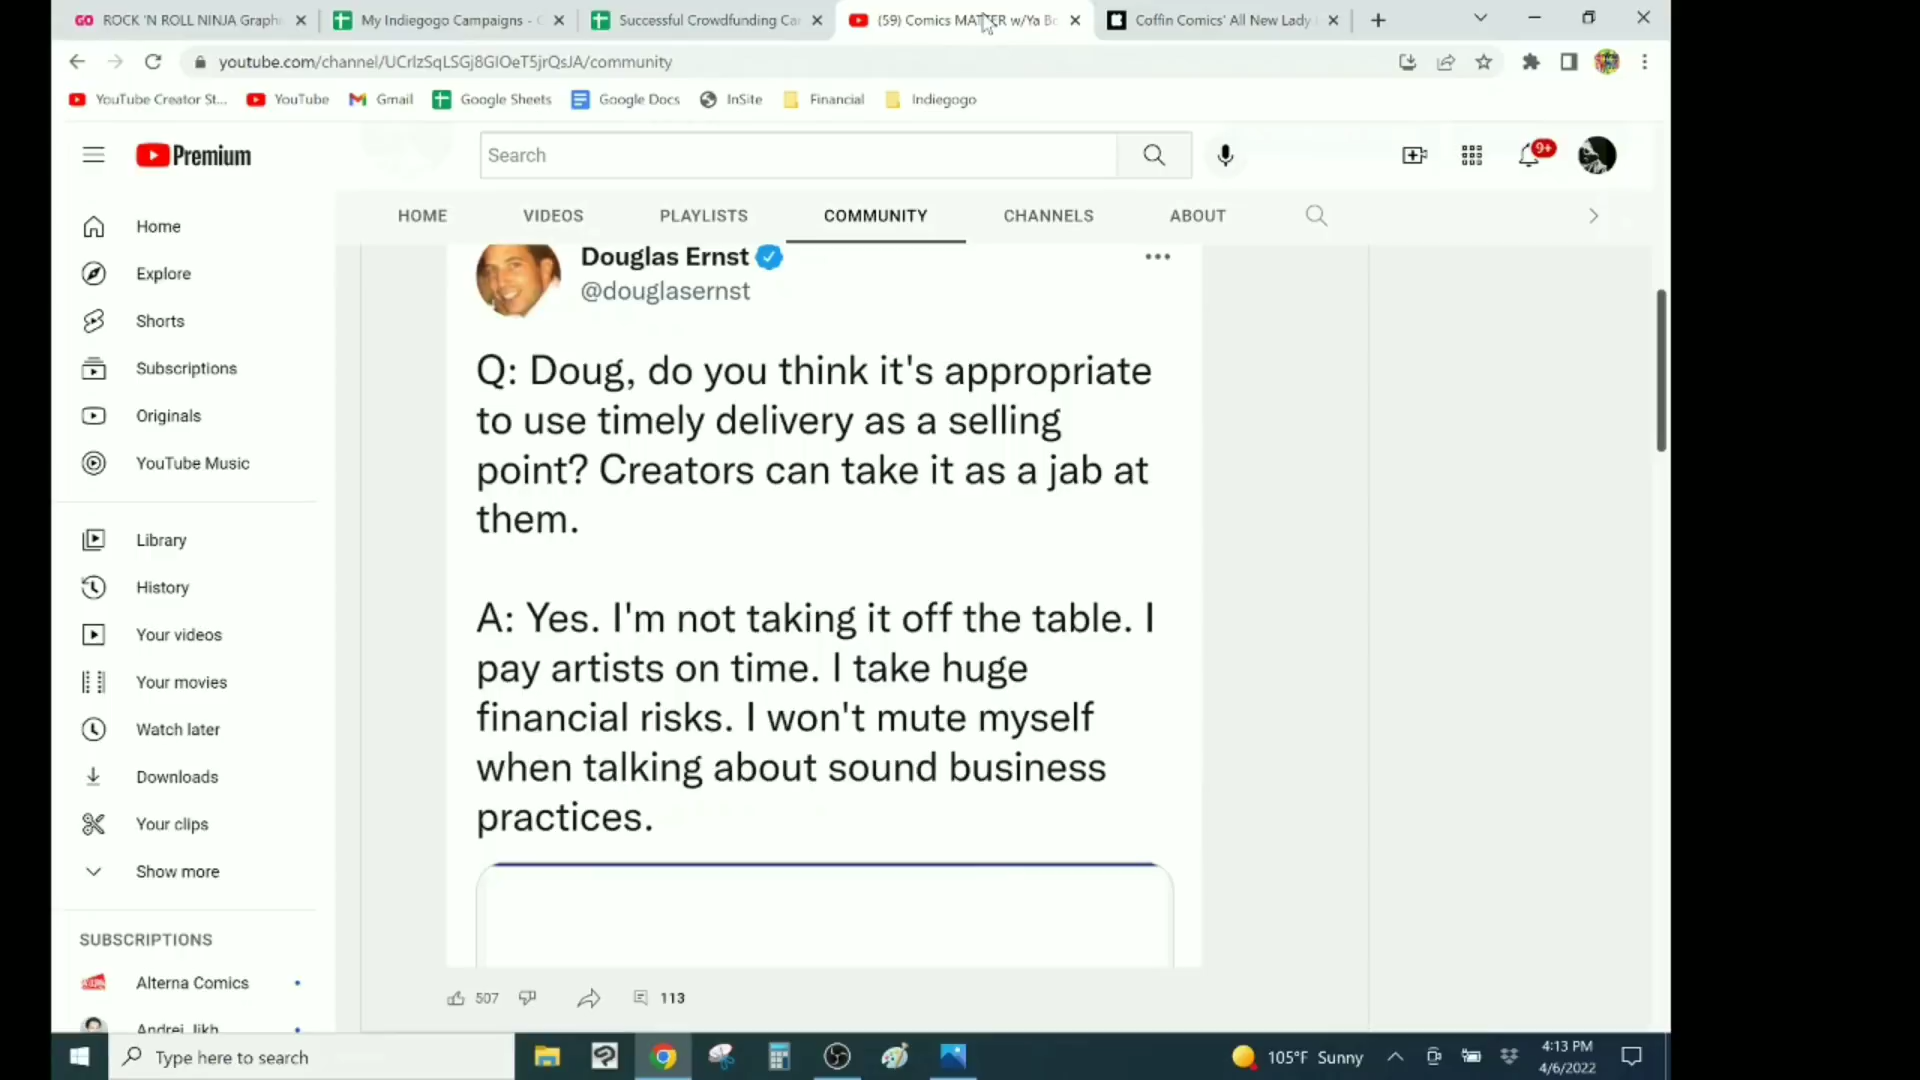 ROCK 'N ROLL NINJA Graph
My Indiegogo Campaigns -
Successful Crowdfunding Ca
(59) Comics MATTER w/Ya Bo
Coffin Comics' All New Lady
youtube.com/channel/UCrlzSqLSGj8GIOeT5jrQsJA/community
YouTube Creator St...
YouTube
Gmail
Google Sheets
Google Docs
InSite
Financial
Indiegogo
Premium
Search
9+
HOME
VIDEOS
PLAYLISTS
COMMUNITY
CHANNELS
ABOUT
Home
Explore
Shorts
Subscriptions
Originals
YouTube Music
Library
History
Your videos
Your movies
Watch later
Downloads
Your clips
Show more
SUBSCRIPTIONS
Alterna Comics
Andrei Jikh
Douglas Ernst
@douglasernst
Q: Doug, do you think it's appropriate
to use timely delivery as a selling
point? Creators can take it as a jab at
them.
A: Yes. I'm not taking it off the table. I
pay artists on time. I take huge
financial risks. I won't mute myself
when talking about sound business
practices.
507
113
Type here to search
105°F Sunny
4:13 PM
4/6/2022